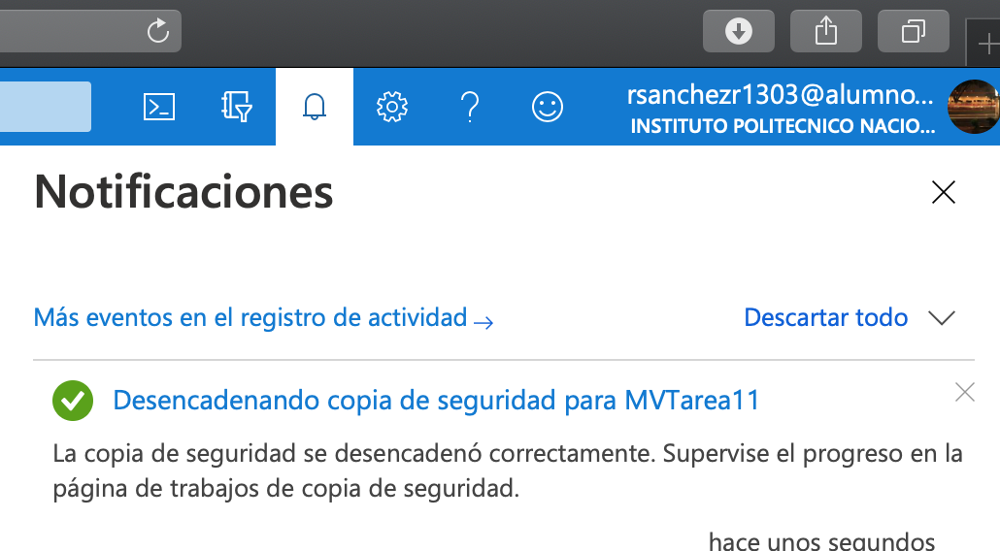 rsanchezr1303@alumno...
INSTITUTO POLITECNICO NACIO...
Notificaciones
Más eventos en el registro de actividad →
Descartar todo
Desencadenando copia de seguridad para MVTarea11
La copia de seguridad se desencadenó correctamente. Supervise el progreso en la
página de trabajos de copia de seguridad.
hace unos segundos